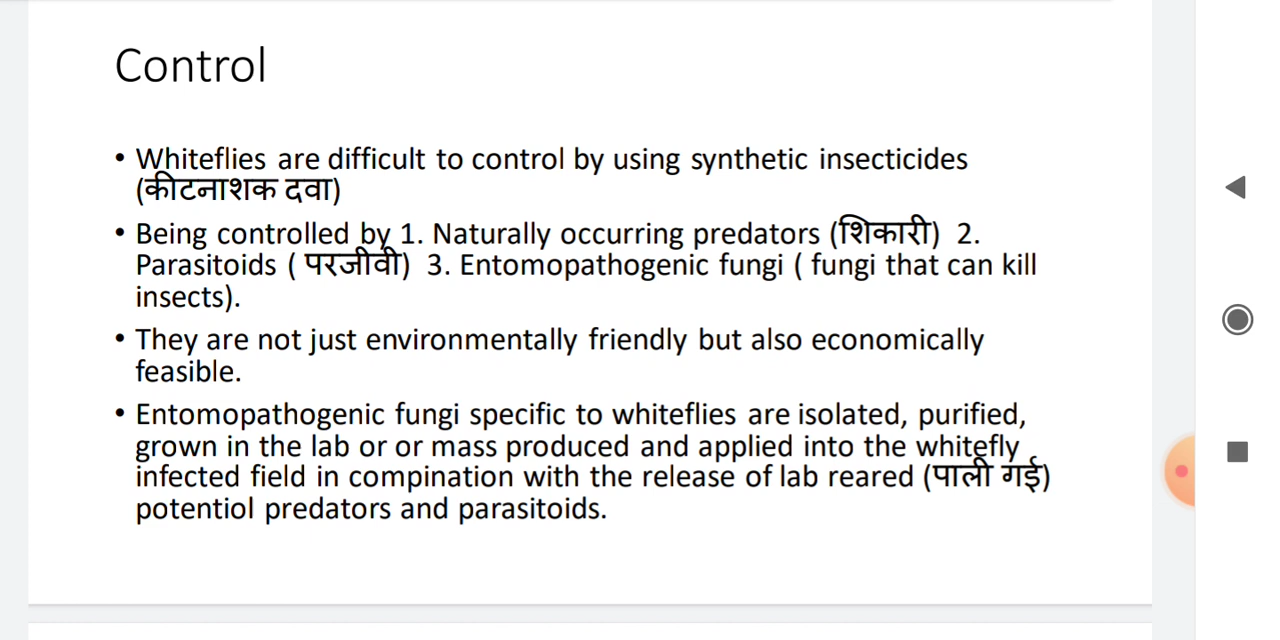 Control
• Whiteflies are difficult to control by using synthetic insecticides
(कीटनाशक दवा)
• Being controlled by 1. Naturally occurring predators (शिकारी) 2.
Parasitoids ( परजीवी) 3. Entomopathogenic fungi ( fungi that can kill
insects).
• They are not just environmentally friendly but also economically
feasible.
• Entomopathogenic fungi specific to whiteflies are isolated, purified,
grown in the lab or or mass produced and applied into the whitefly
infected field in compination with the release of lab reared (पाली गई)
potentiol predators and parasitoids.